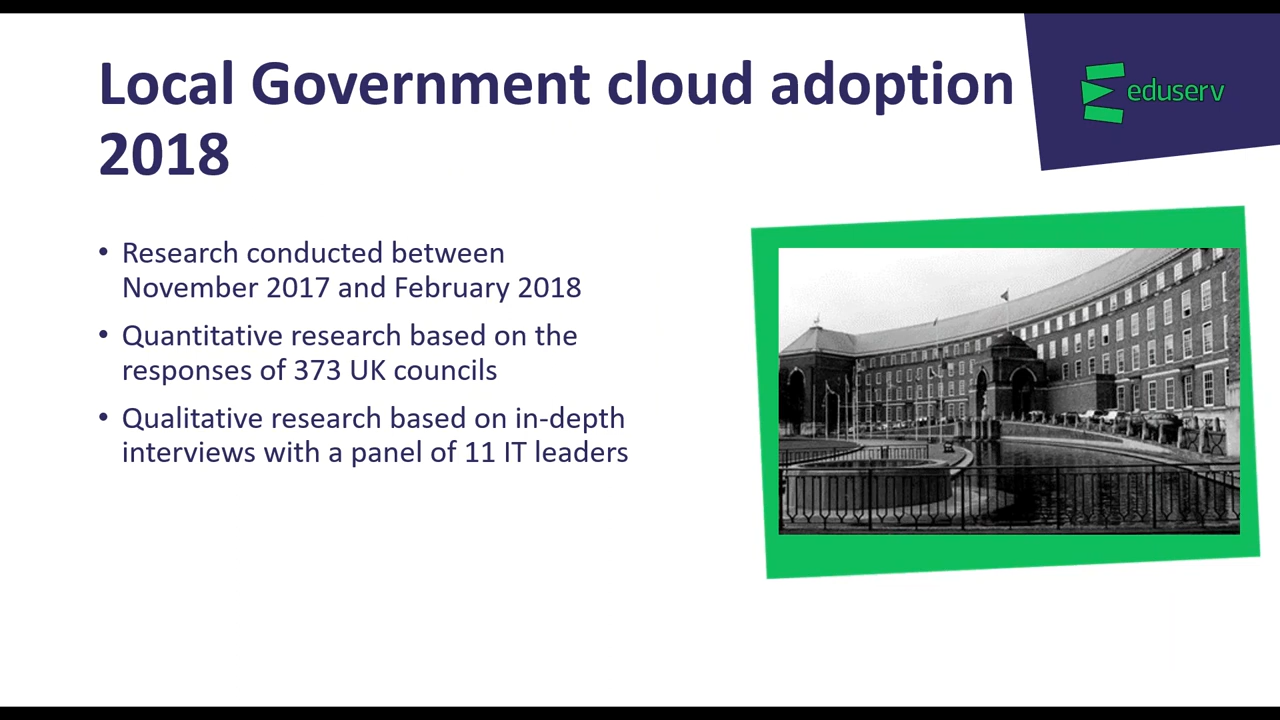 Local Government cloud adoption
2018
eduserv
• Research conducted between
November 2017 and February 2018
• Quantitative research based on the
responses of 373 UK councils
• Qualitative research based on in-depth
interviews with a panel of 11 IT leaders